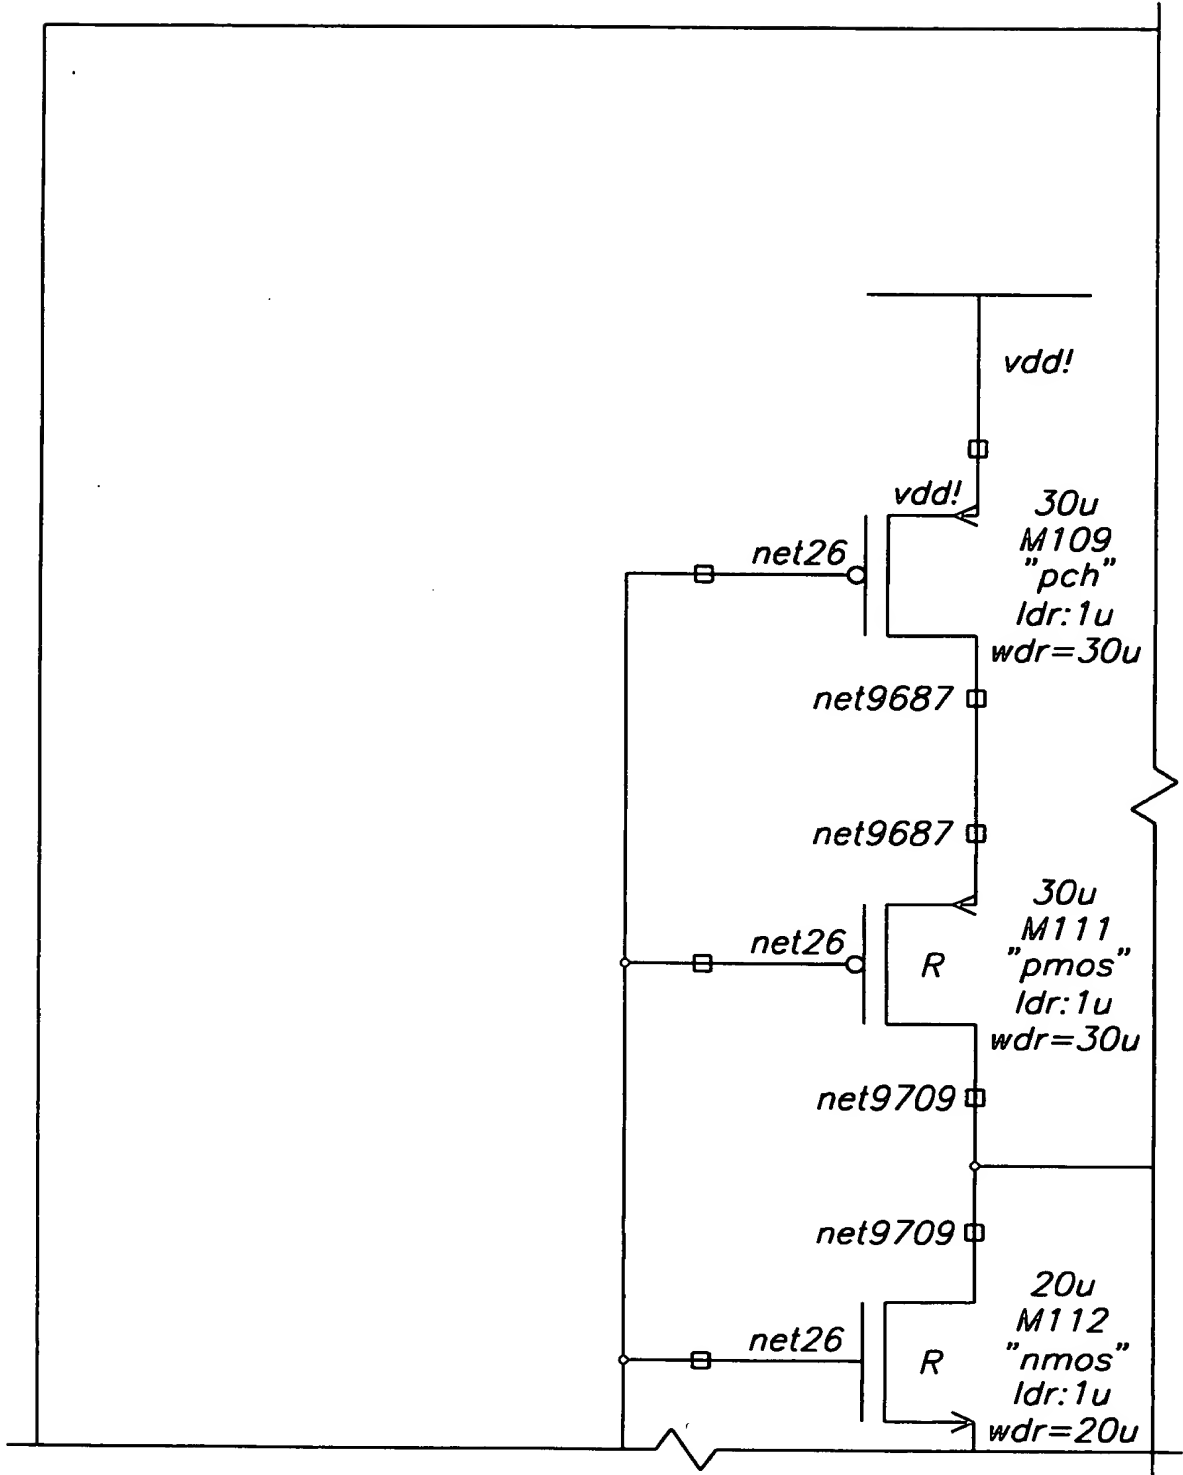 vdd!
vdd!
30u
M109
"pch"
ldr:1u
wdr=30u
net26
net9687
net9687
30u
M111
"pmos"
ldr:1u
wdr=30u
net26
R
net9709
net9709
20u
M112
"nmos"
ldr:1u
wdr=20u
net26
R